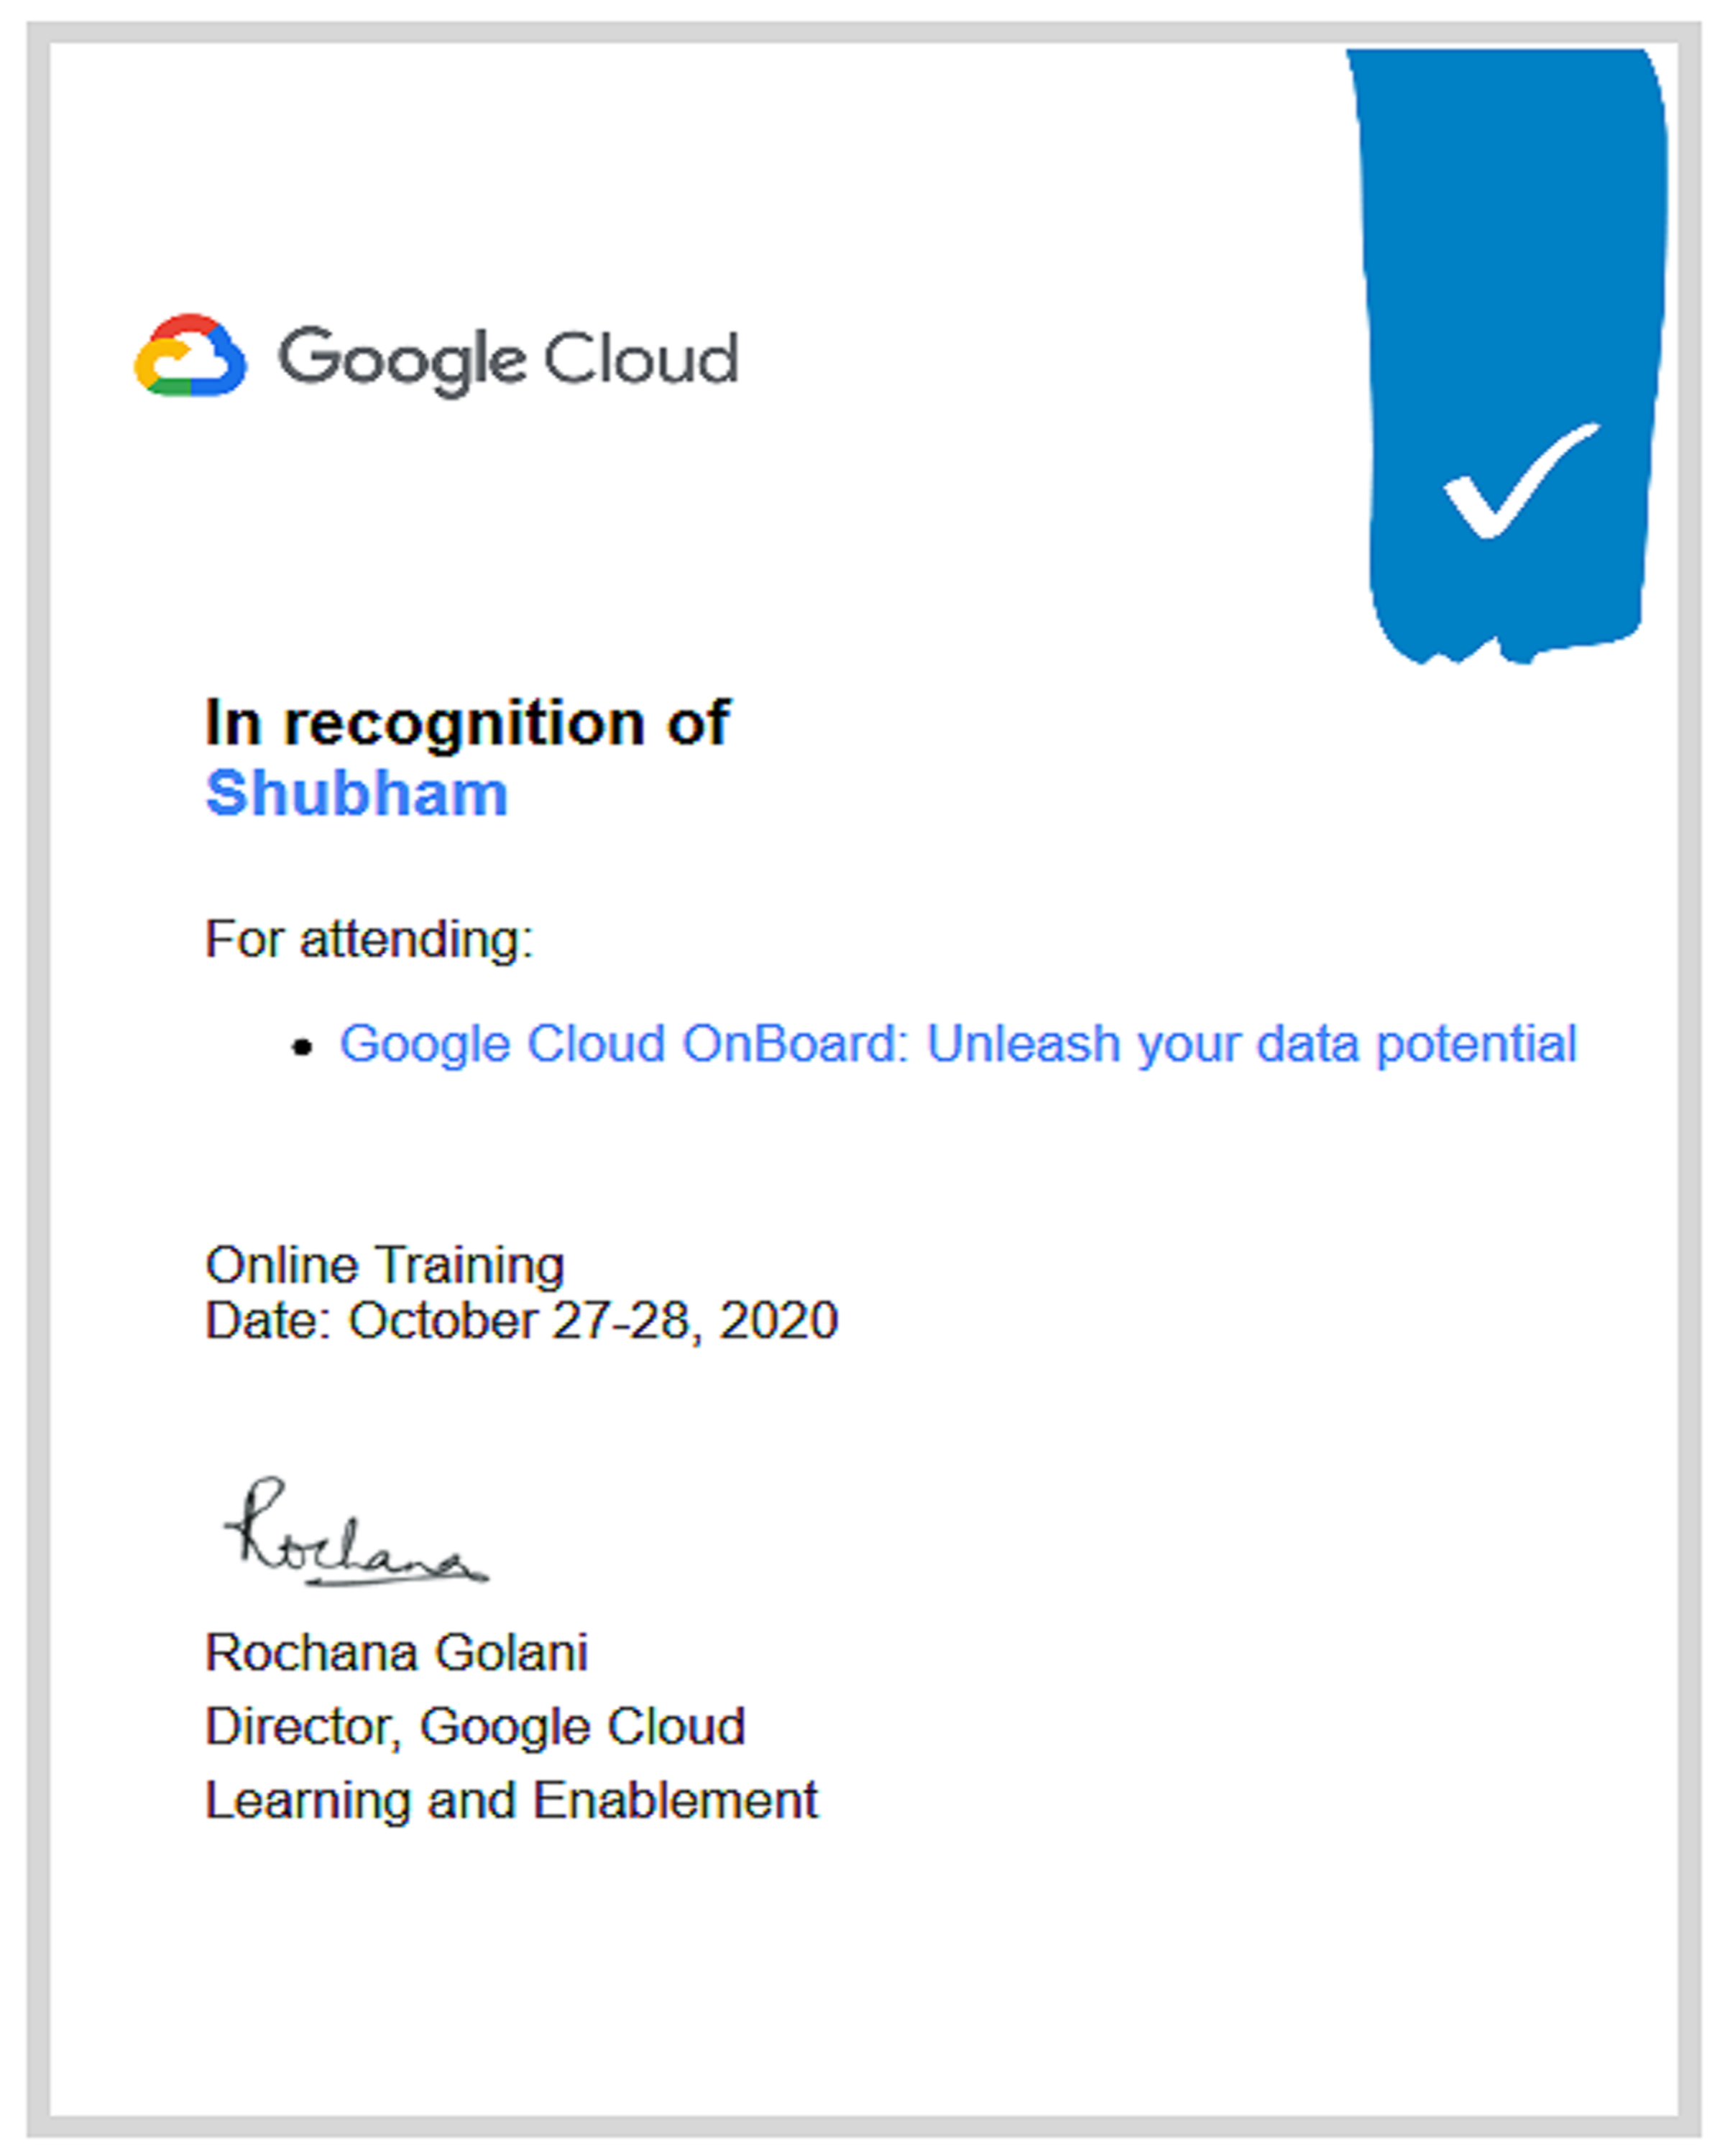 Google Cloud
In recognition of
Shubham
For attending:
• Google Cloud OnBoard: Unleash your data potential
Online Training
Date: October 27-28, 2020
Rochana
Rochana Golani
Director, Google Cloud
Learning and Enablement